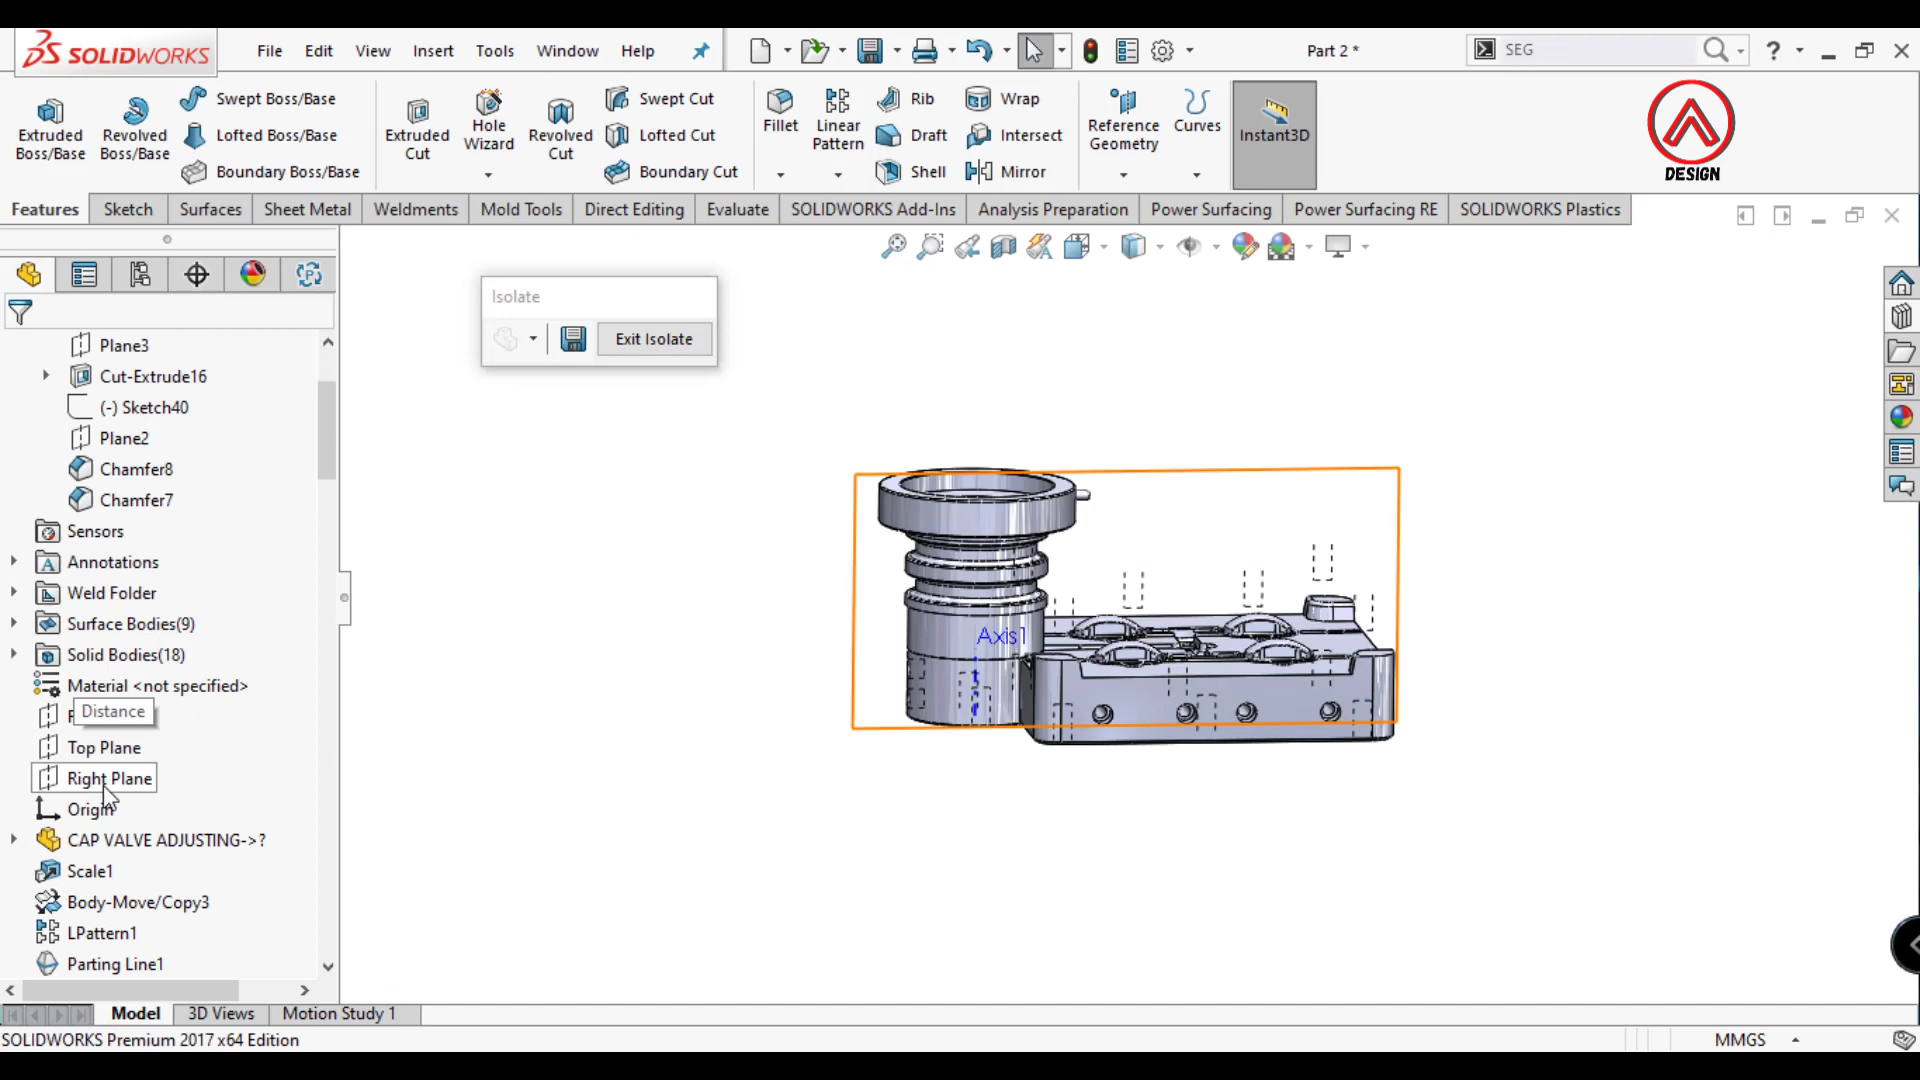 SOLIDWORKS File Edit View Insert Tools Window Help Part 2 * SEG ?
Extruded Boss/Base
Revolved Boss/Base
Swept Boss/Base
Lofted Boss/Base
Boundary Boss/Base
Extruded Cut
Hole Wizard
Revolved Cut
Swept Cut
Lofted Cut
Boundary Cut
Fillet
Linear Pattern
Rib
Draft
Shell
Wrap
Intersect
Mirror
Reference Geometry
Curves
Instant3D
DESIGN
Features Sketch Surfaces Sheet Metal Weldments Mold Tools Direct Editing Evaluate SOLIDWORKS Add-Ins Analysis Preparation Power Surfacing Power Surfacing RE SOLIDWORKS Plastics
Isolate
Exit Isolate
Plane3
Cut-Extrude16
(-) Sketch40
Plane2
Chamfer8
Chamfer7
Sensors
Annotations
Weld Folder
Surface Bodies(9)
Solid Bodies(18)
Material <not specified>
Distance
Top Plane
Right Plane
Origin
CAP VALVE ADJUSTING->?
Scale1
Body-Move/Copy3
LPattern1
Parting Line1
Axis1
Model 3D Views Motion Study 1
SOLIDWORKS Premium 2017 x64 Edition MMGS